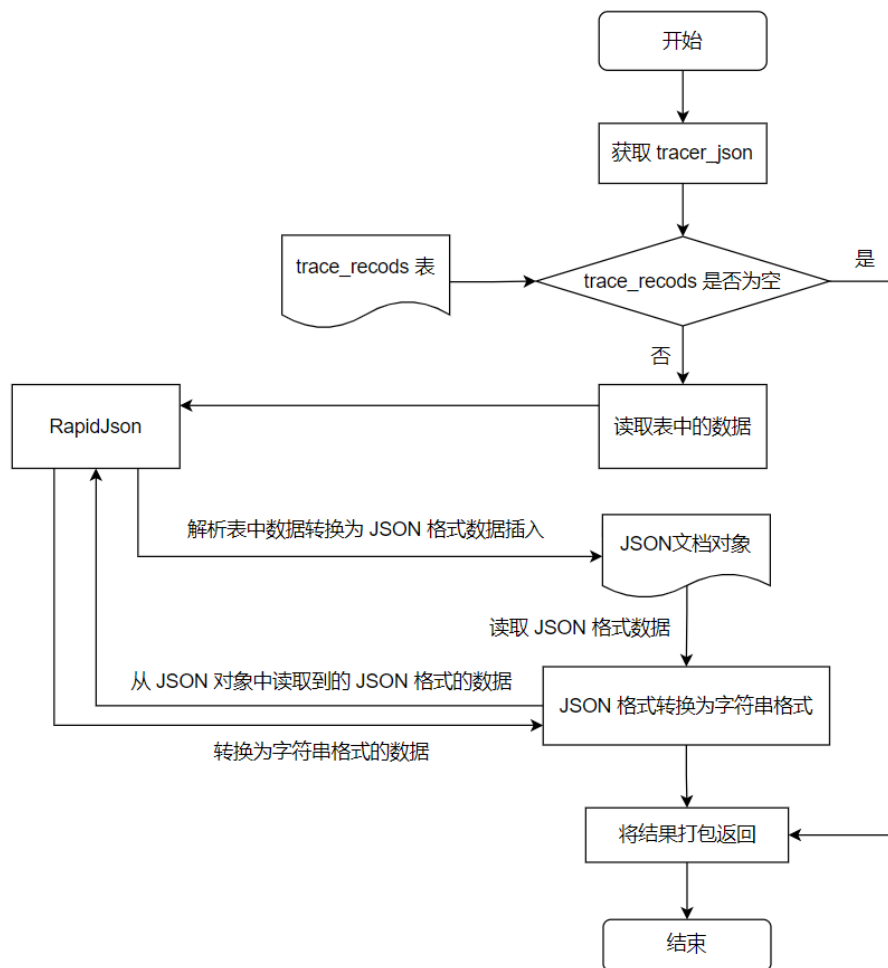 开始
获取 tracer_json
trace_recods 表
trace_recods 是否为空
是
否
RapidJson
读取表中的数据
解析表中数据转换为 JSON 格式数据插入
JSON文档对象
读取 JSON 格式数据
从 JSON 对象中读取到的 JSON 格式的数据
JSON 格式转换为字符串格式
转换为字符串格式的数据
将结果打包返回
结束